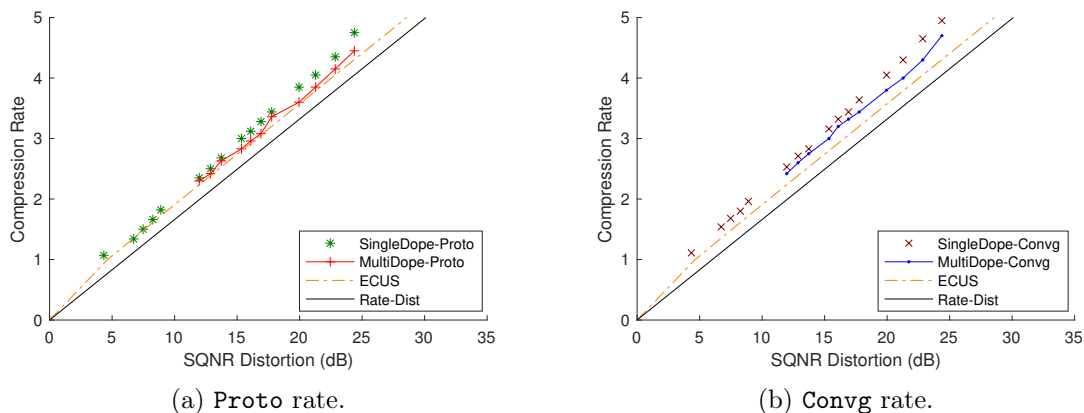 5
4
3
2
1
0
Compression Rate
0 5 10 15 20 25 30 35
SQNR Distortion (dB)
SingleDope-Proto
MultiDope-Proto
ECUS
Rate-Dist
(a) Proto rate.
5
4
3
2
1
0
Compression Rate
0 5 10 15 20 25 30 35
SQNR Distortion (dB)
SingleDope-Convg
MultiDope-Convg
ECUS
Rate-Dist
(b) Convg rate.